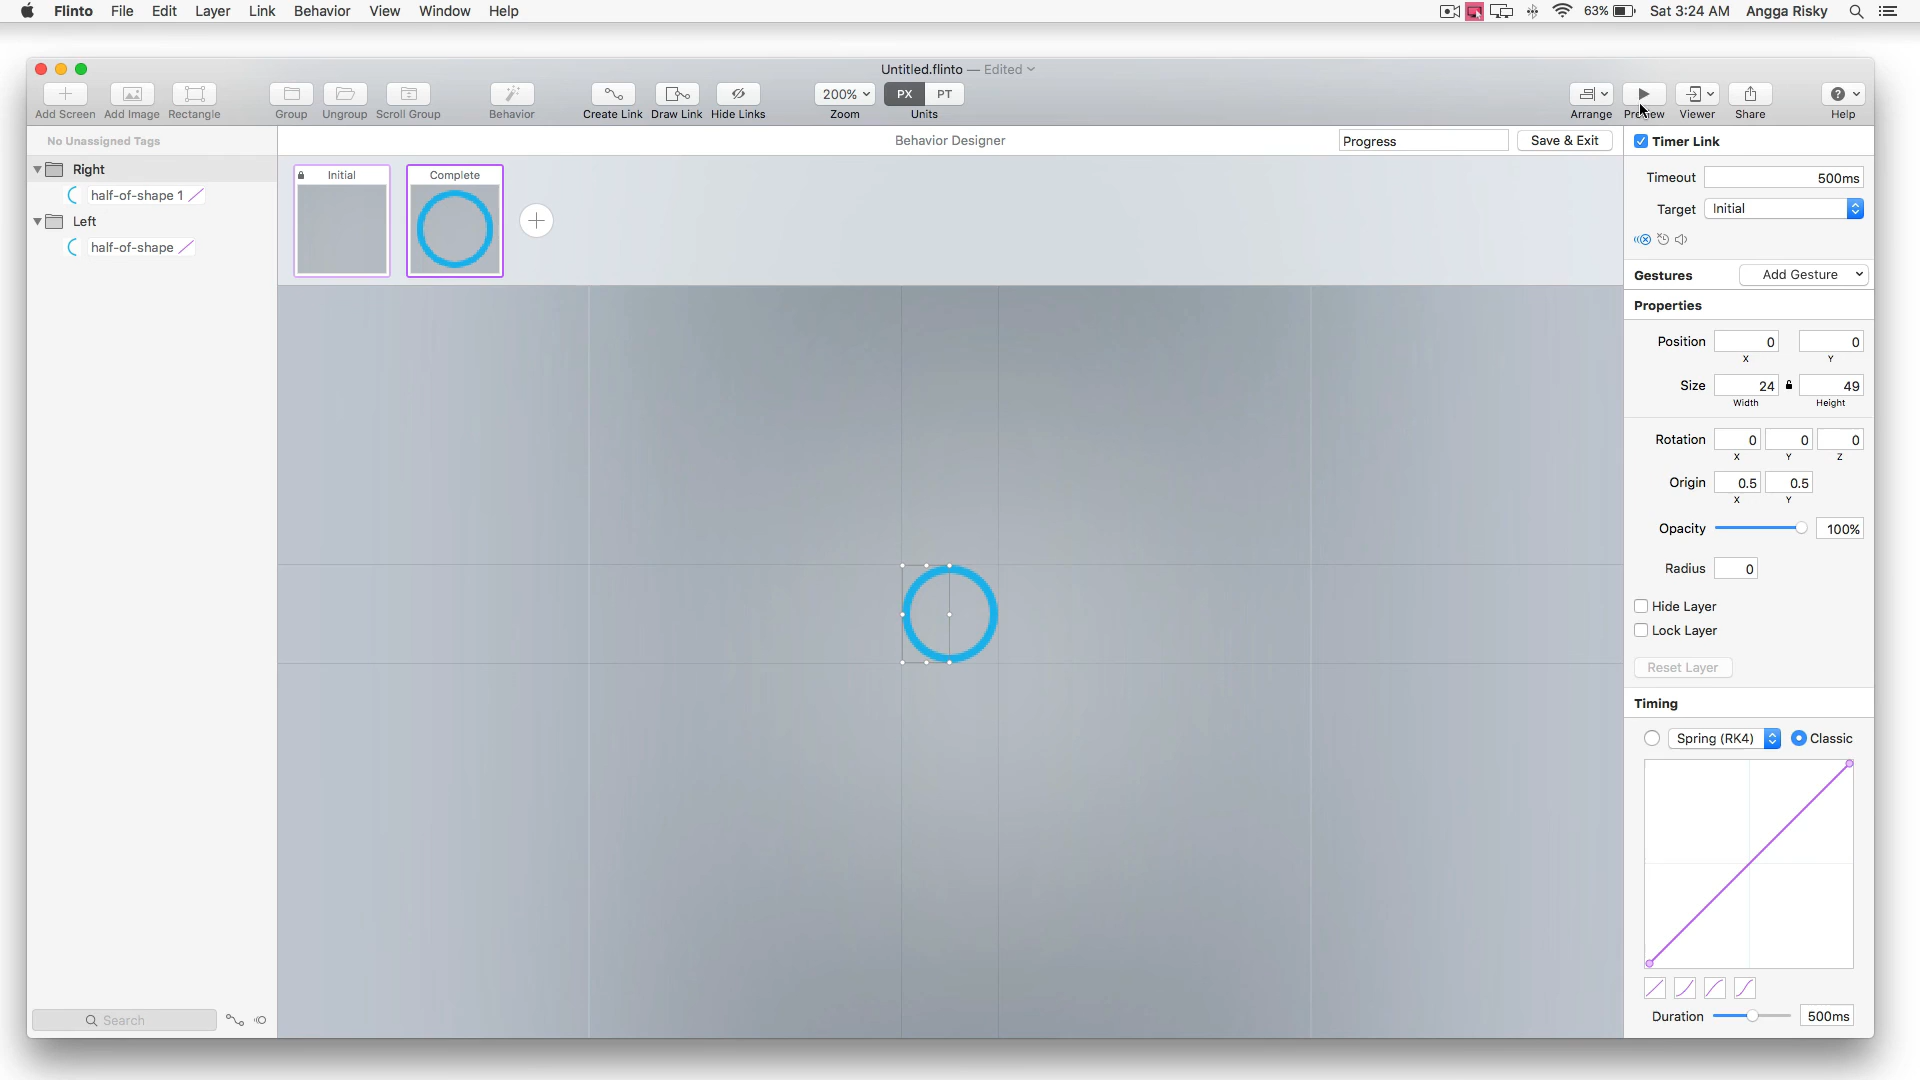 Flinto File Edit Layer Link Behavior View Window Help
63% Sat 3:24 AM Angga Risky
Untitled.flinto — Edited
200% PX PT
Add Screen Add Image Rectangle Group Ungroup Scroll Group Behavior Create Link Draw Link Hide Links Zoom Units Arrange Preview Viewer Share Help
No Unassigned Tags
Behavior Designer
Progress
Save & Exit
Timer Link
Right
half-of-shape 1
Left
half-of-shape
Initial
Complete
Timeout 500ms
Target Initial
Gestures Add Gesture
Properties
Position 0 0
X Y
Size 24 49
Width Height
Rotation 0 0 0
X Y Z
Origin 0.5 0.5
X Y
Opacity 100%
Radius 0
Hide Layer
Lock Layer
Reset Layer
Timing
Spring (RK4) Classic
Duration 500ms
Search